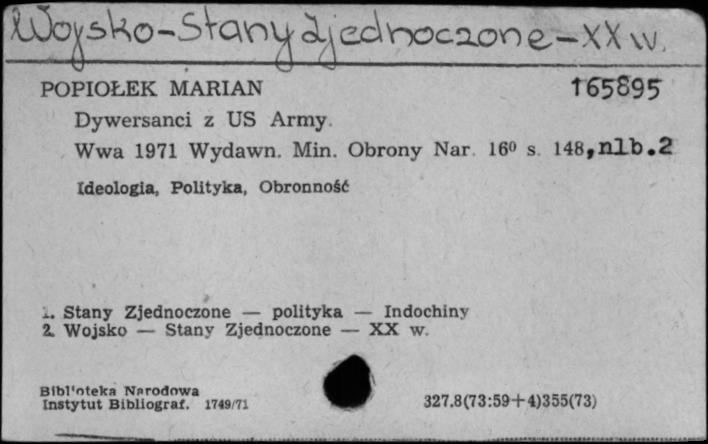 Wojsko-Stany Zjednoczone-XX w.
POPIOŁEK MARIAN 165895
Dywersanci z US Army.
Wwa 1971 Wydawn. Min. Obrony Nar. 16⁰ s. 148,nlb.2
Ideologia, Polityka, Obronność
1. Stany Zjednoczone — polityka — Indochiny
2. Wojsko — Stany Zjednoczone — XX w.
Biblioteka Narodowa
Instytut Bibliograf. 1749/71 327.8(73:59+4)355(73)